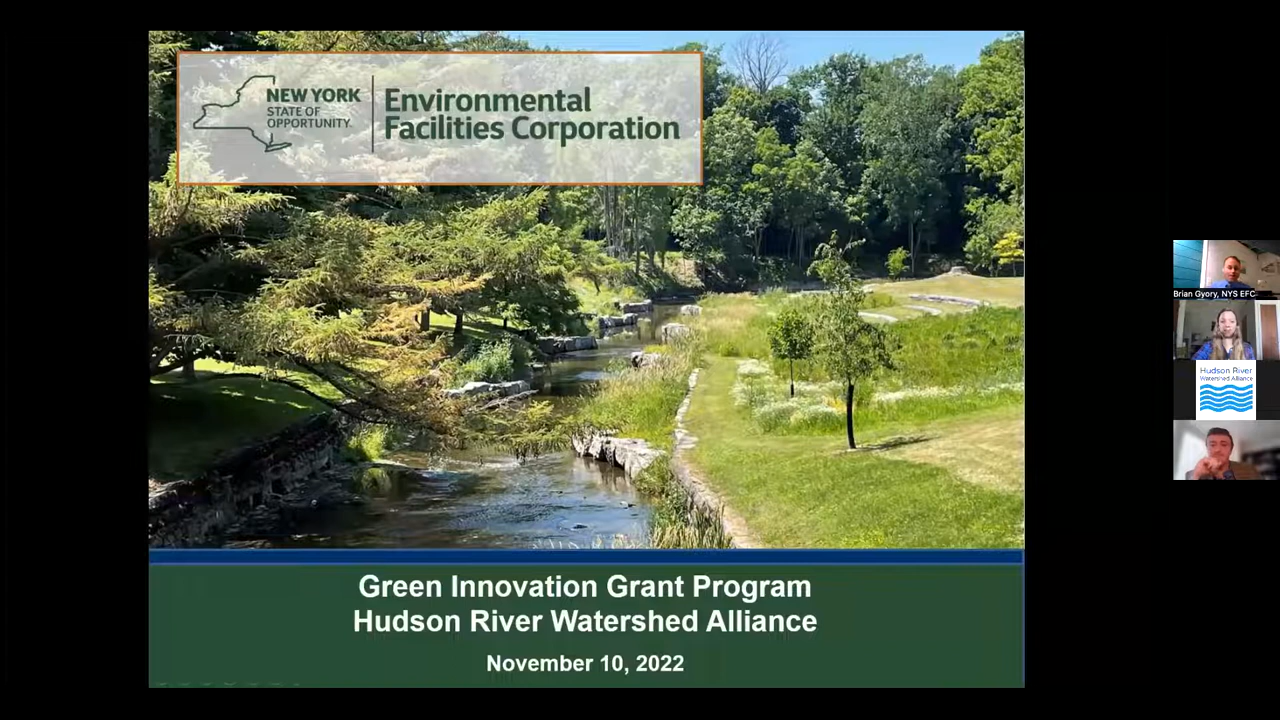 NEW YORK
STATE OF
OPPORTUNITY.
Environmental
Facilities Corporation
Green Innovation Grant Program
Hudson River Watershed Alliance
November 10, 2022
Brian Gyory, NYS EFC
Hudson River
Watershed Alliance